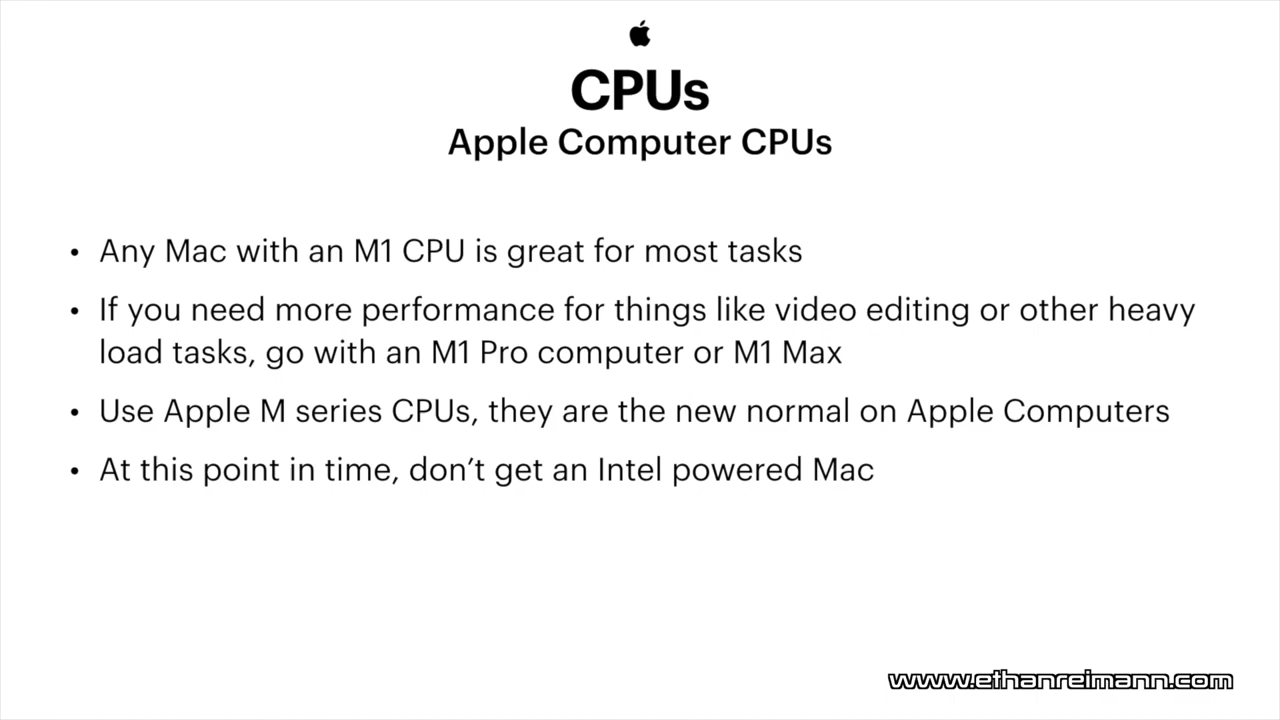 CPUs
Apple Computer CPUs
• Any Mac with an M1 CPU is great for most tasks
• If you need more performance for things like video editing or other heavy
load tasks, go with an M1 Pro computer or M1 Max
• Use Apple M series CPUs, they are the new normal on Apple Computers
• At this point in time, don’t get an Intel powered Mac
www.ethanreimann.com